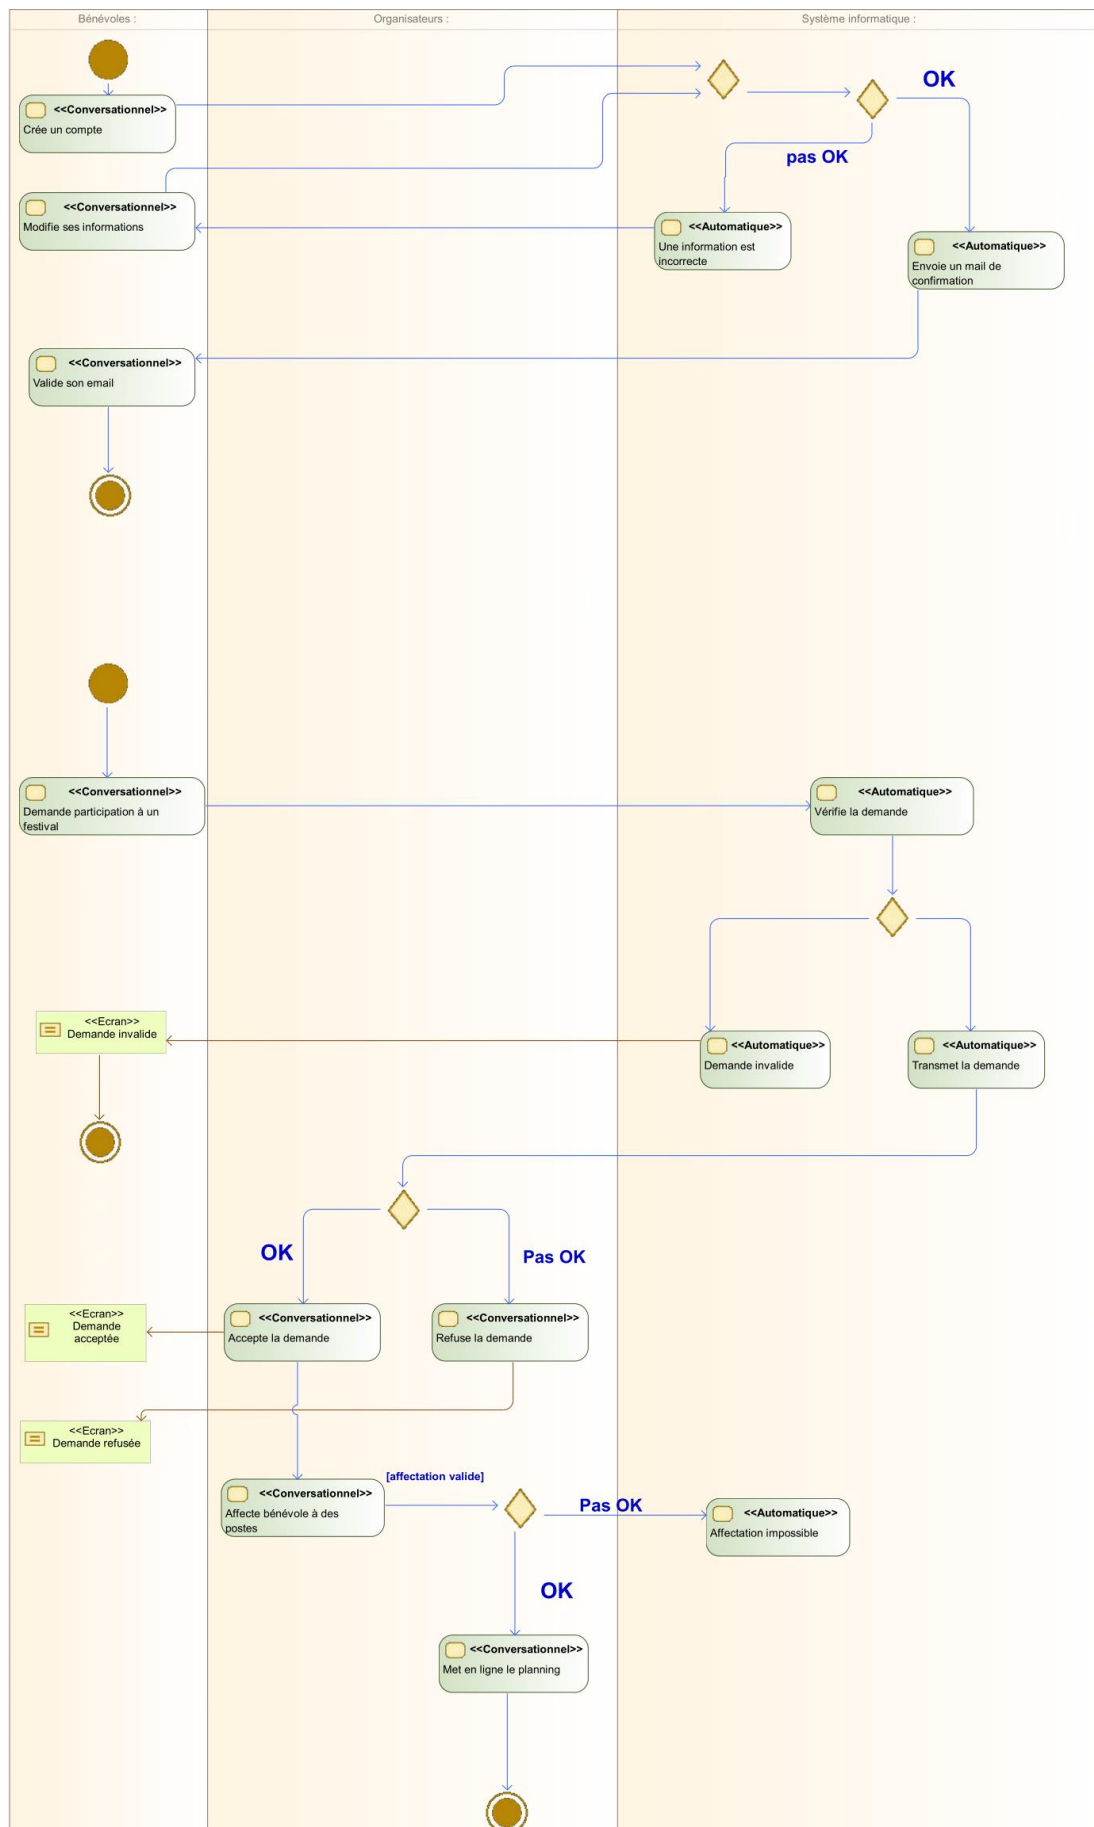 Bénévoles :
Organisateurs :
Système informatique :
<<Conversationnel>>
Crée un compte
OK
pas OK
<<Conversationnel>>
Modifie ses informations
<<Automatique>>
Une information est
incorrecte
<<Automatique>>
Envoie un mail de
confirmation
<<Conversationnel>>
Valide son email
<<Conversationnel>>
Demande participation à un
festival
<<Automatique>>
Vérifie la demande
<<Ecran>>
Demande invalide
<<Automatique>>
Demande invalide
<<Automatique>>
Transmet la demande
OK
Pas OK
<<Ecran>>
Demande
acceptée
<<Conversationnel>>
Accepte la demande
<<Conversationnel>>
Refuse la demande
<<Ecran>>
Demande refusée
<<Conversationnel>>
Affecte bénévole à des
postes
[affectation valide]
Pas OK
<<Automatique>>
Affectation impossible
OK
<<Conversationnel>>
Met en ligne le planning